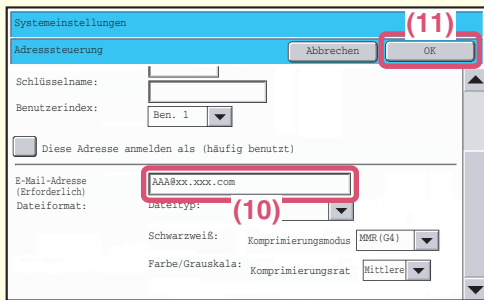 Systemeinstellungen
(11)
Adresssteuerung
Abbrechen
OK
Schlüsselname:
Benutzerindex:
Ben. 1
Diese Adresse anmelden als (häufig benutzt)
E-Mail-Adresse
(Erforderlich)
AAA@xx.xxx.com
Dateiformat:
Dateityp:
(10)
Schwarzweiß:
Komprimierungsmodus
MMR(G4)
Farbe/Grauskala:
Komprimierungsrat
Mittlere